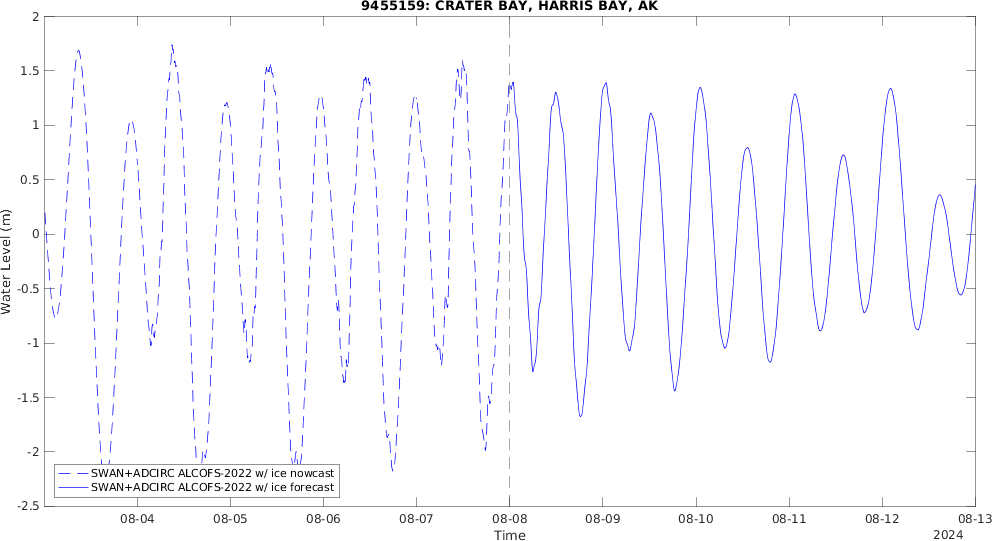 9455159: CRATER BAY, HARRIS BAY, AK
Water Level (m)
2
1.5
1
0.5
0
-0.5
-1
-1.5
-2
-2.5
SWAN+ADCIRC ALCOFS-2022 w/ ice nowcast
SWAN+ADCIRC ALCOFS-2022 w/ ice forecast
08-04 08-05 08-06 08-07 08-08 08-09 08-10 08-11 08-12 08-13
Time
2024